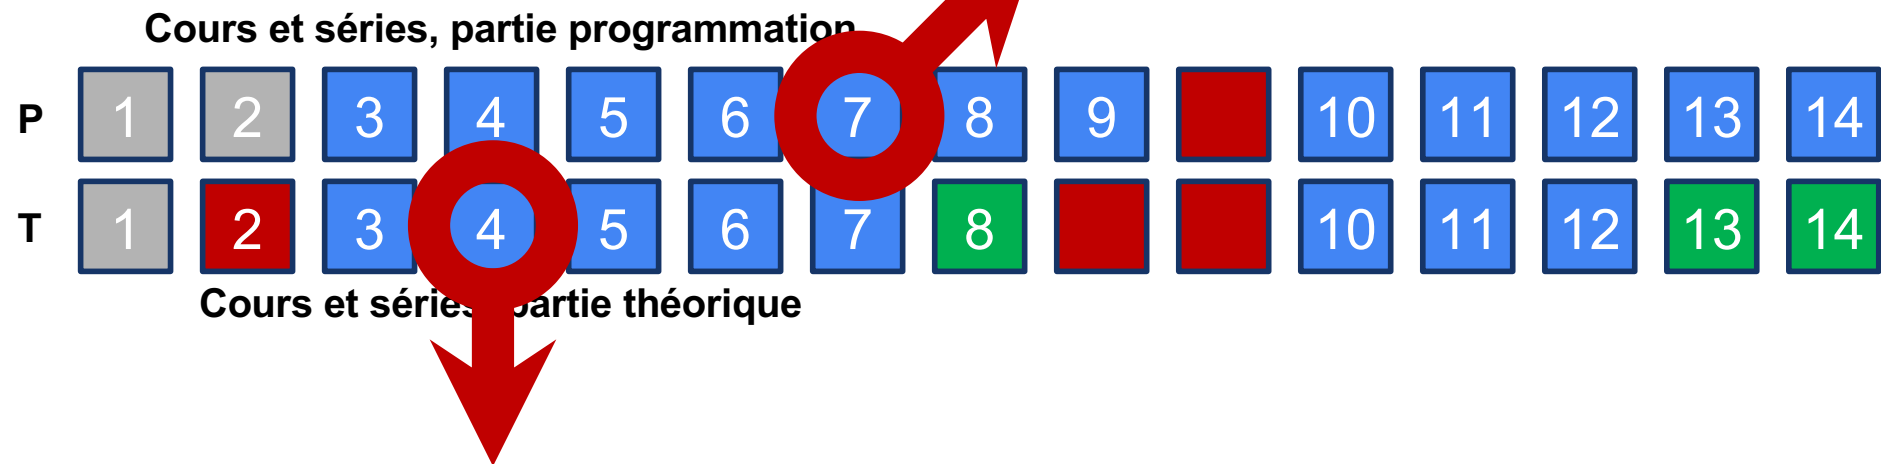 Cours et séries, partie programmation
P 1 2 3 4 5 6 7 8 9 10 11 12 13 14
T 1 2 3 4 5 6 7 8 10 11 12 13 14
Cours et séries partie théorique